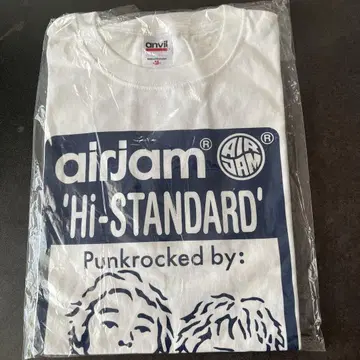 anvil
airjam® AIR JAM ®
'Hi-STANDARD'
Punkrocked by: